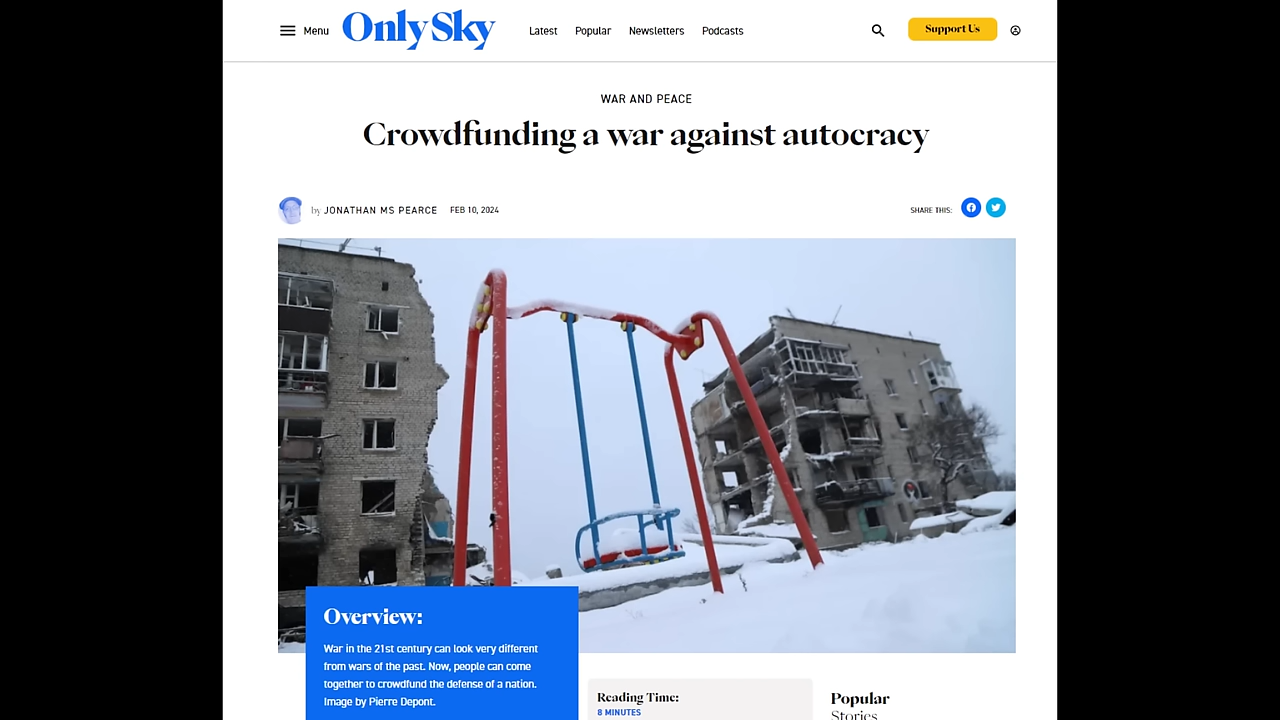 Menu
OnlySky
Latest
Popular
Newsletters
Podcasts
Support Us
WAR AND PEACE
Crowdfunding a war against autocracy
by JONATHAN MS PEARCE FEB 10, 2024
SHARE THIS:
Overview:
War in the 21st century can look very different
from wars of the past. Now, people can come
together to crowdfund the defense of a nation.
Image by Pierre Depont.
Reading Time:
8 MINUTES
Popular
Stories